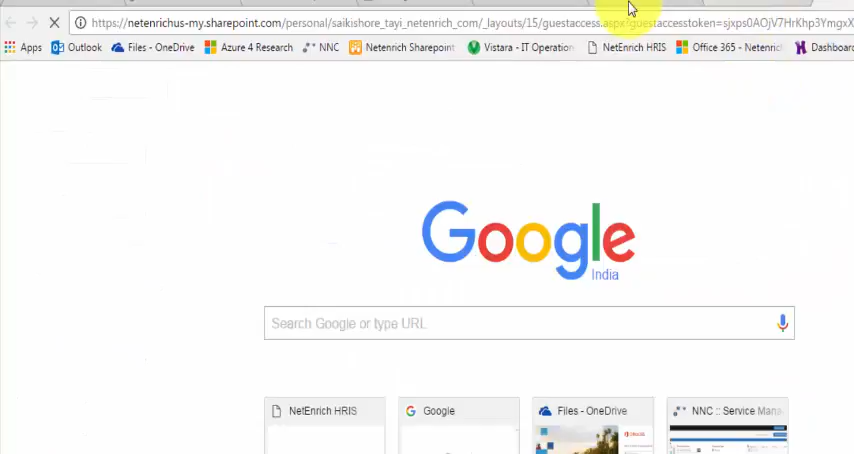 https://netenrichus-my.sharepoint.com/personal/saikishore_tayi_netenrich_com/_layouts/15/guestaccess.aspx?guestaccesstoken=sjxps0AOjV7HrKhp3YmgxX
Apps Outlook Files - OneDrive Azure 4 Research NNC Netenrich Sharepoint Vistara - IT Operation NetEnrich HRIS Office 365 - Netenric Dashboard
Google
India
Search Google or type URL
NetEnrich HRIS Google Files - OneDrive NNC :: Service Mana